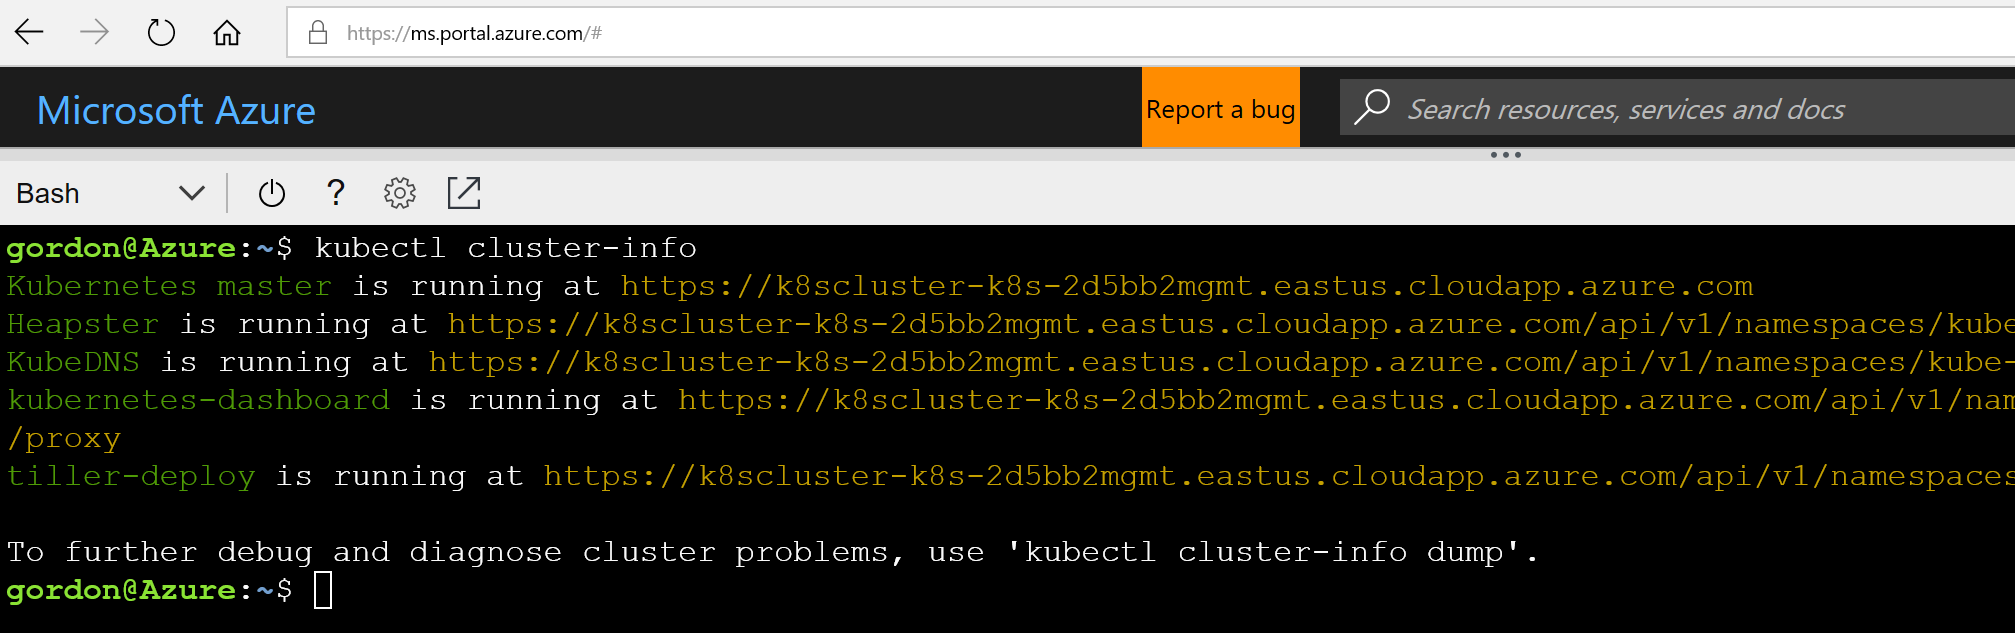 https://ms.portal.azure.com/#
Microsoft Azure
Report a bug
Search resources, services and docs
Bash
?
gordon@Azure:~$ kubectl cluster-info
Kubernetes master is running at https://k8scluster-k8s-2d5bb2mgmt.eastus.cloudapp.azure.com
Heapster is running at https://k8scluster-k8s-2d5bb2mgmt.eastus.cloudapp.azure.com/api/v1/namespaces/kube
KubeDNS is running at https://k8scluster-k8s-2d5bb2mgmt.eastus.cloudapp.azure.com/api/v1/namespaces/kube-
kubernetes-dashboard is running at https://k8scluster-k8s-2d5bb2mgmt.eastus.cloudapp.azure.com/api/v1/nam
/proxy
tiller-deploy is running at https://k8scluster-k8s-2d5bb2mgmt.eastus.cloudapp.azure.com/api/v1/namespaces
To further debug and diagnose cluster problems, use 'kubectl cluster-info dump'.
gordon@Azure:~$